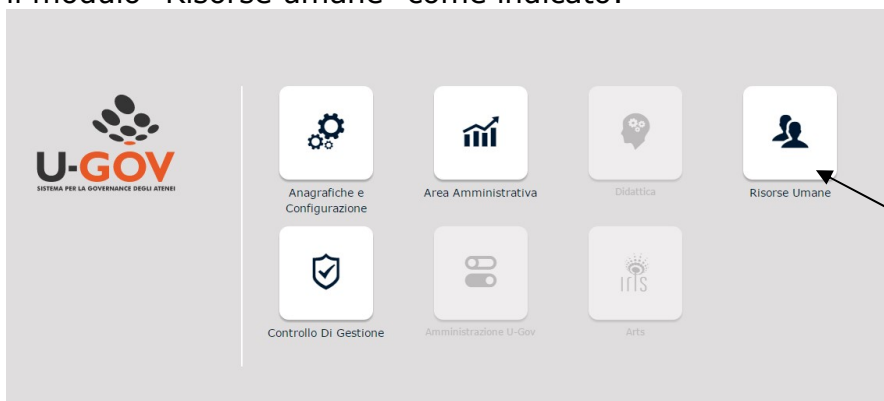 il modulo "Risorse umane" come indicato:
U-GOV
SISTEMA PER LA GOVERNANCE DEGLI ATENEI
Anagrafiche e
Configurazione
Area Amministrativa
Didattica
Risorse Umane
Controllo Di Gestione
Amministrazione U-Gov
IrIS
Arts